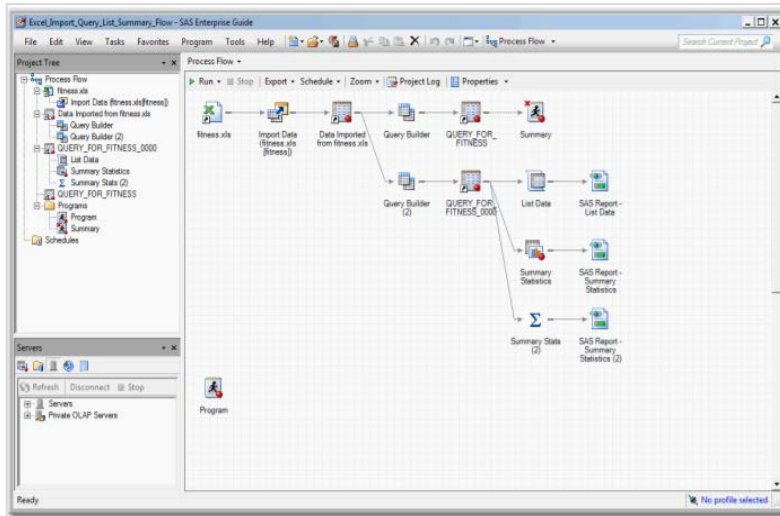 Excel_Import_Query_List_Summary_Flow - SAS Enterprise Guide
File Edit View Tasks Favorites Program Tools Help Process Flow
Search Current Project
Project Tree
Process Flow
fitness.xls
Import Data (fitness.xls[fitness])
Data Imported from fitness.xls
Query Builder
Query Builder (2)
QUERY_FOR_FITNESS_0000
List Data
Summary Statistics
Summary Stats (2)
QUERY_FOR_FITNESS
Programs
Program
Summary
Schedules
Servers
Refresh Disconnect Stop
Servers
Private OLAP Servers
Process Flow
Run Stop Export Schedule Zoom Project Log Properties
fitness.xls
Import Data
(fitness.xls
[fitness])
Data Imported
from fitness.xls
Query Builder
QUERY_FOR_
FITNESS
Summary
Query Builder
(2)
QUERY_FOR_
FITNESS_0000
List Data
SAS Report -
List Data
Summary
Statistics
SAS Report -
Summary
Statistics
Σ
Summary Stats
(2)
SAS Report -
Summary
Statistics (2)
Program
Ready
No profile selected